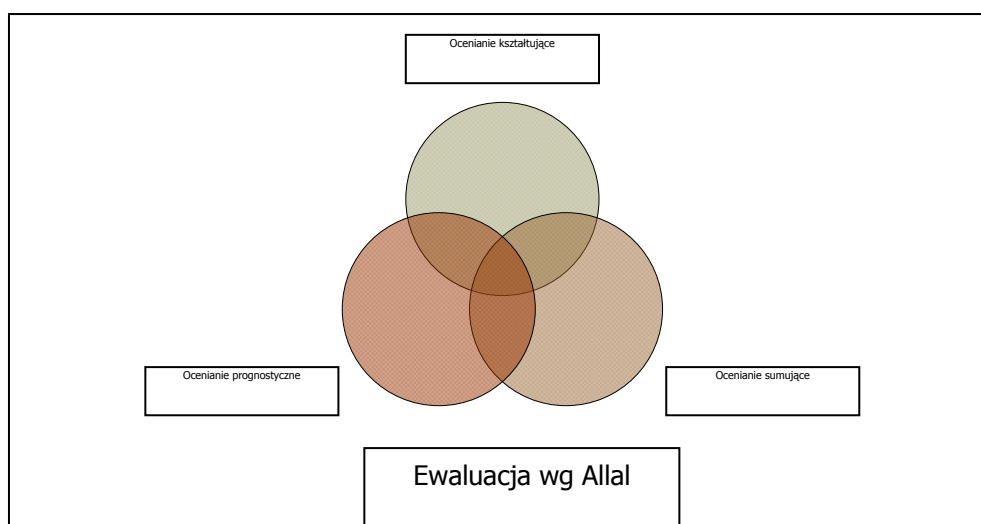 Ocenianie kształtujące
Ocenianie prognostyczne
Ocenianie sumujące
Ewaluacja wg Allal